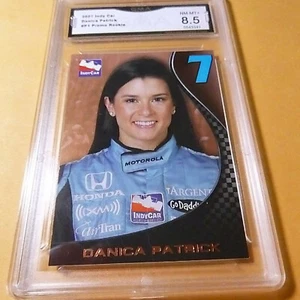 2007 Indy Car
NM-MT+
Danica Patrick
8.5
#P1 Promo Rookie
7
INDYCAR
MOTOROLA
HONDA
ARGENT
XM
GoDaddy
INDYCAR
DANICA PATRICK